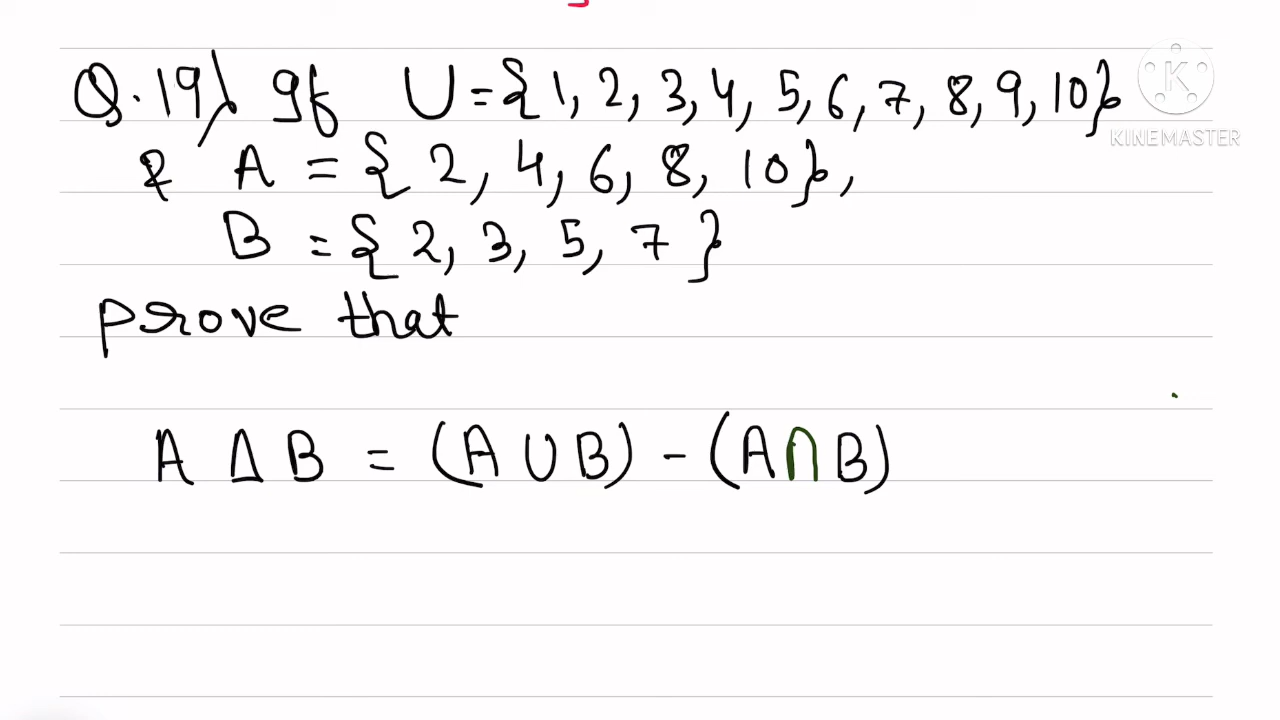 Q.19) If U = {1, 2, 3, 4, 5, 6, 7, 8, 9, 10}
& A = { 2, 4, 6, 8, 10},
B = { 2, 3, 5, 7 }
prove that
A Δ B = (A ∪ B) - (A ∩ B)
K
KINEMASTER